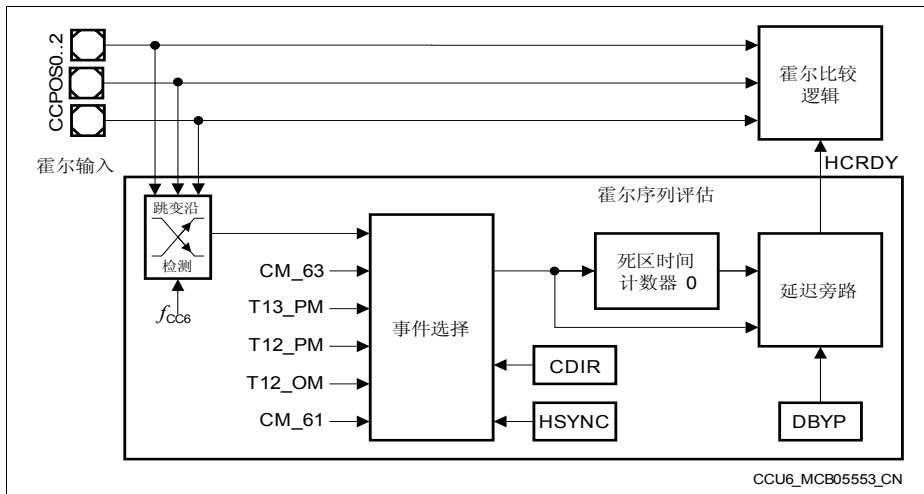 CCPOS0..2
霍尔输入
霍尔比较
逻辑
HCRDY
霍尔序列评估
跳变沿
检测
fCC6
CM_63
T13_PM
T12_PM
T12_OM
CM_61
事件选择
死区时间
计数器 0
延迟旁路
CDIR
HSYNC
DBYP
CCU6_MCB05553_CN